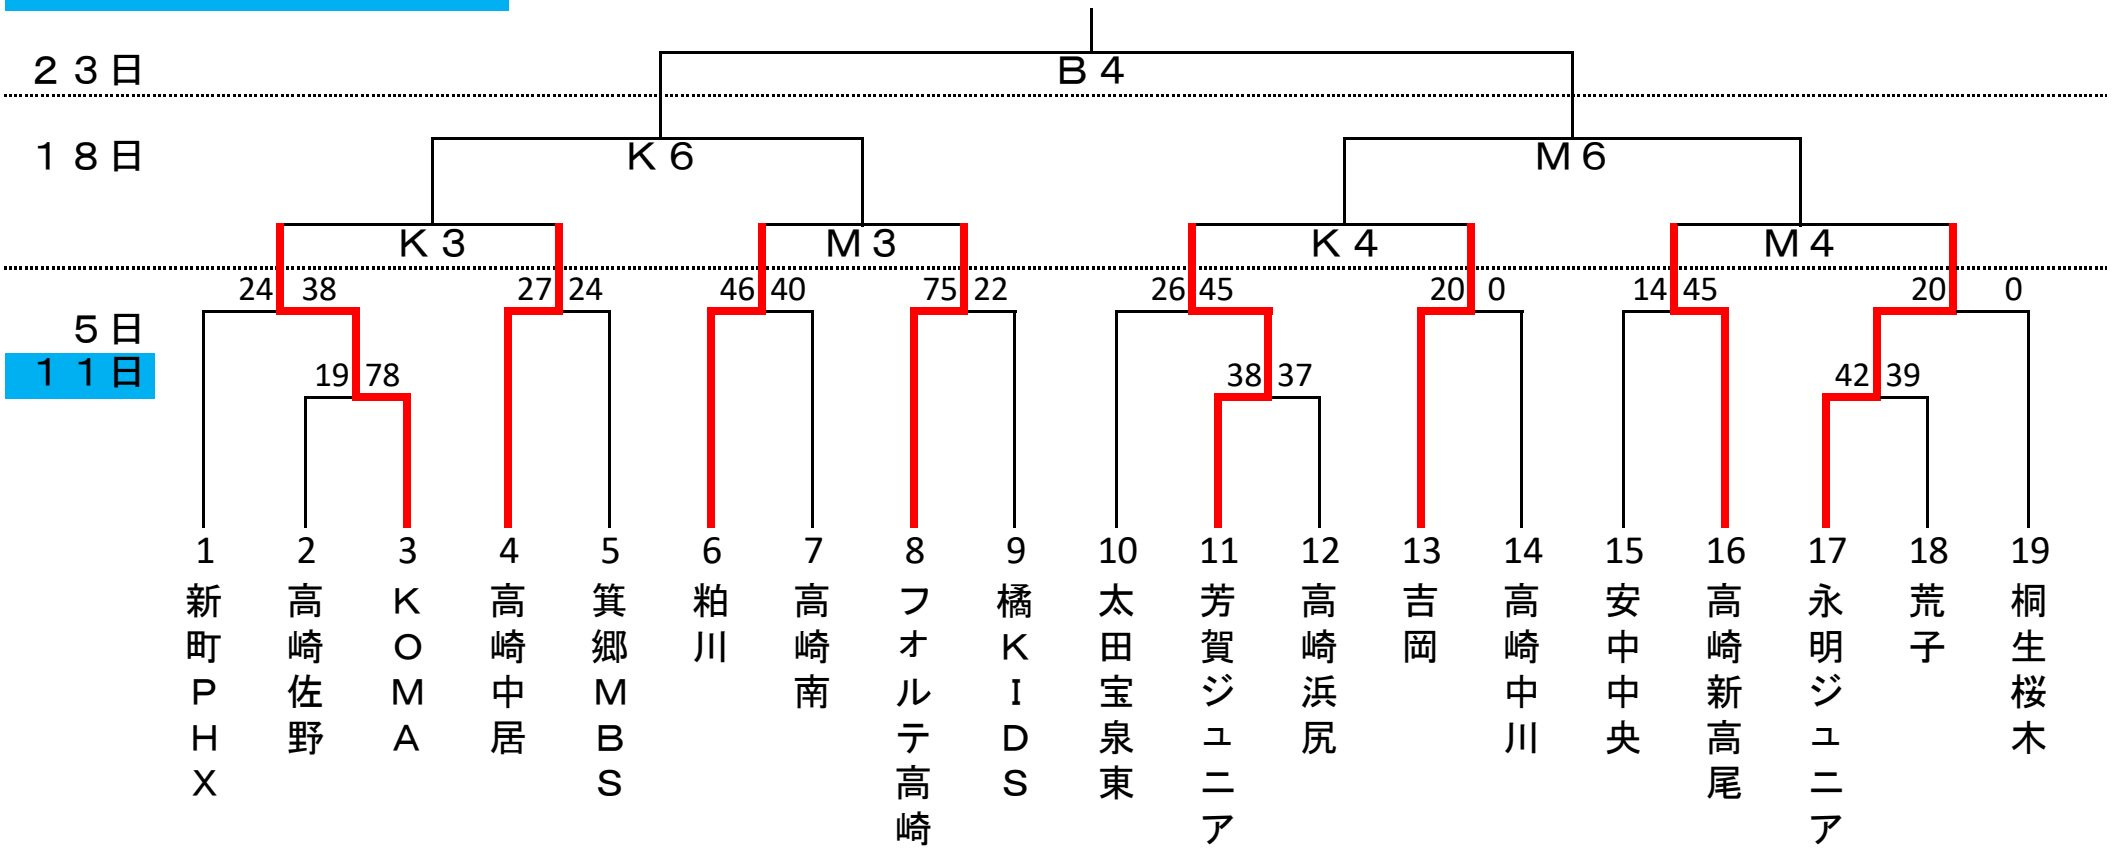 ２３日
Ｂ４
１８日
Ｋ６
Ｍ６
Ｋ３
Ｍ３
Ｋ４
Ｍ４
24 38
27 24
46 40
75 22
26 45
20 0
14 45
20 0
５日
１１日
19 78
38 37
42 39
1 2 3 4 5 6 7 8 9 10 11 12 13 14 15 16 17 18 19
新町ＰＨＸ
高崎佐野
ＫＯＭＡ
高崎中居
箕郷ＭＢＳ
粕川
高崎南
フォルテ高崎
橘ＫＩＤＳ
太田宝泉東
芳賀ジュニア
高崎浜尻
吉岡
高崎中川
安中中央
高崎新高尾
永明ジュニア
荒子
桐生桜木